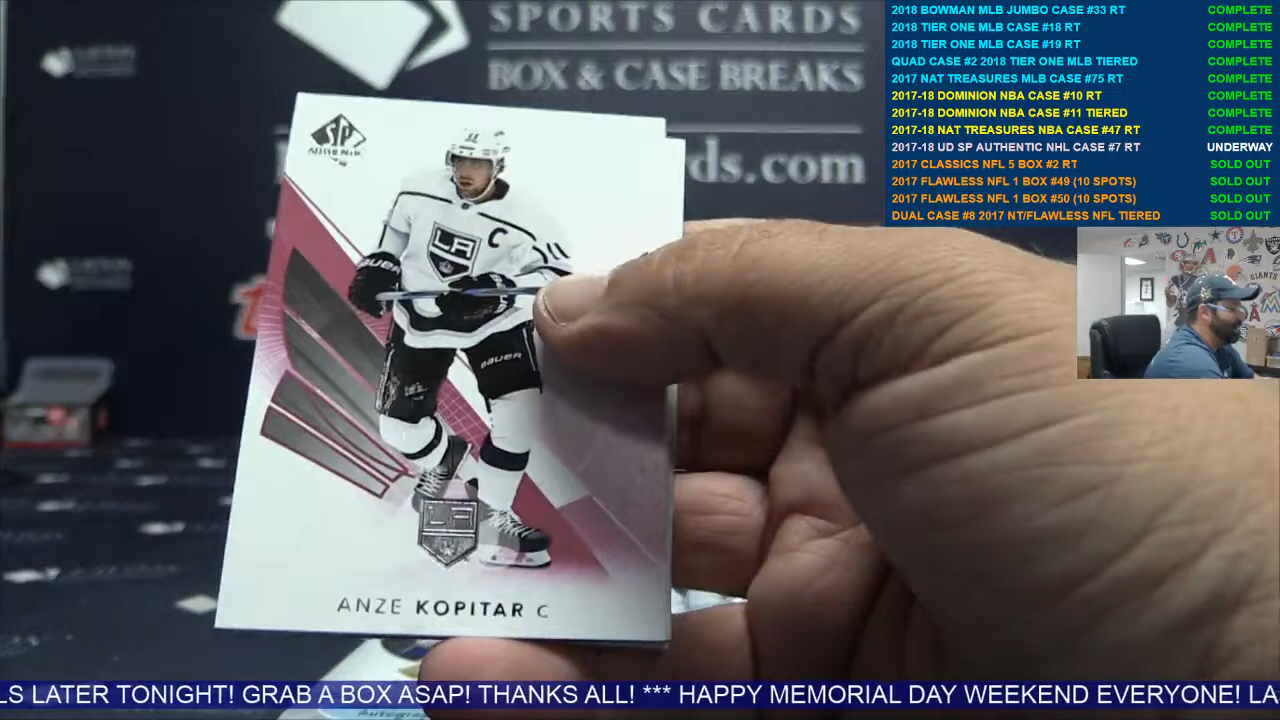 SPORTS CARDS
BOX & CASE BREAKS
ds.com
SP
AUTHENTIC
11
C
11
LA
BAUER
BAUER
LA
ANZE KOPITAR C
2018 BOWMAN MLB JUMBO CASE #33 RT COMPLETE
2018 TIER ONE MLB CASE #18 RT COMPLETE
2018 TIER ONE MLB CASE #19 RT COMPLETE
QUAD CASE #2 2018 TIER ONE MLB TIERED COMPLETE
2017 NAT TREASURES MLB CASE #75 RT COMPLETE
2017-18 DOMINION NBA CASE #10 RT COMPLETE
2017-18 DOMINION NBA CASE #11 TIERED COMPLETE
2017-18 NAT TREASURES NBA CASE #47 RT COMPLETE
2017-18 UD SP AUTHENTIC NHL CASE #7 RT UNDERWAY
2017 CLASSICS NFL 5 BOX #2 RT SOLD OUT
2017 FLAWLESS NFL 1 BOX #49 (10 SPOTS) SOLD OUT
2017 FLAWLESS NFL 1 BOX #50 (10 SPOTS) SOLD OUT
DUAL CASE #8 2017 NT/FLAWLESS NFL TIERED SOLD OUT
GIANTS
LS LATER TONIGHT! GRAB A BOX ASAP! THANKS ALL! *** HAPPY MEMORIAL DAY WEEKEND EVERYONE! LA